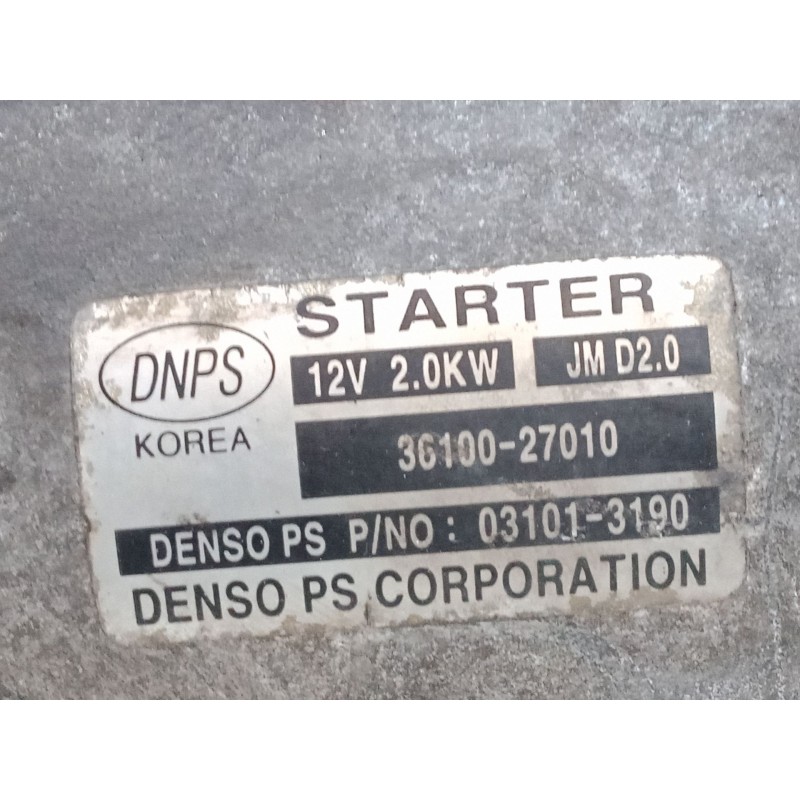 STARTER
DNPS
12V 2.0KW JM D2.0
KOREA
36100-27010
DENSO PS P/NO : 03101-3190
DENSO PS CORPORATION